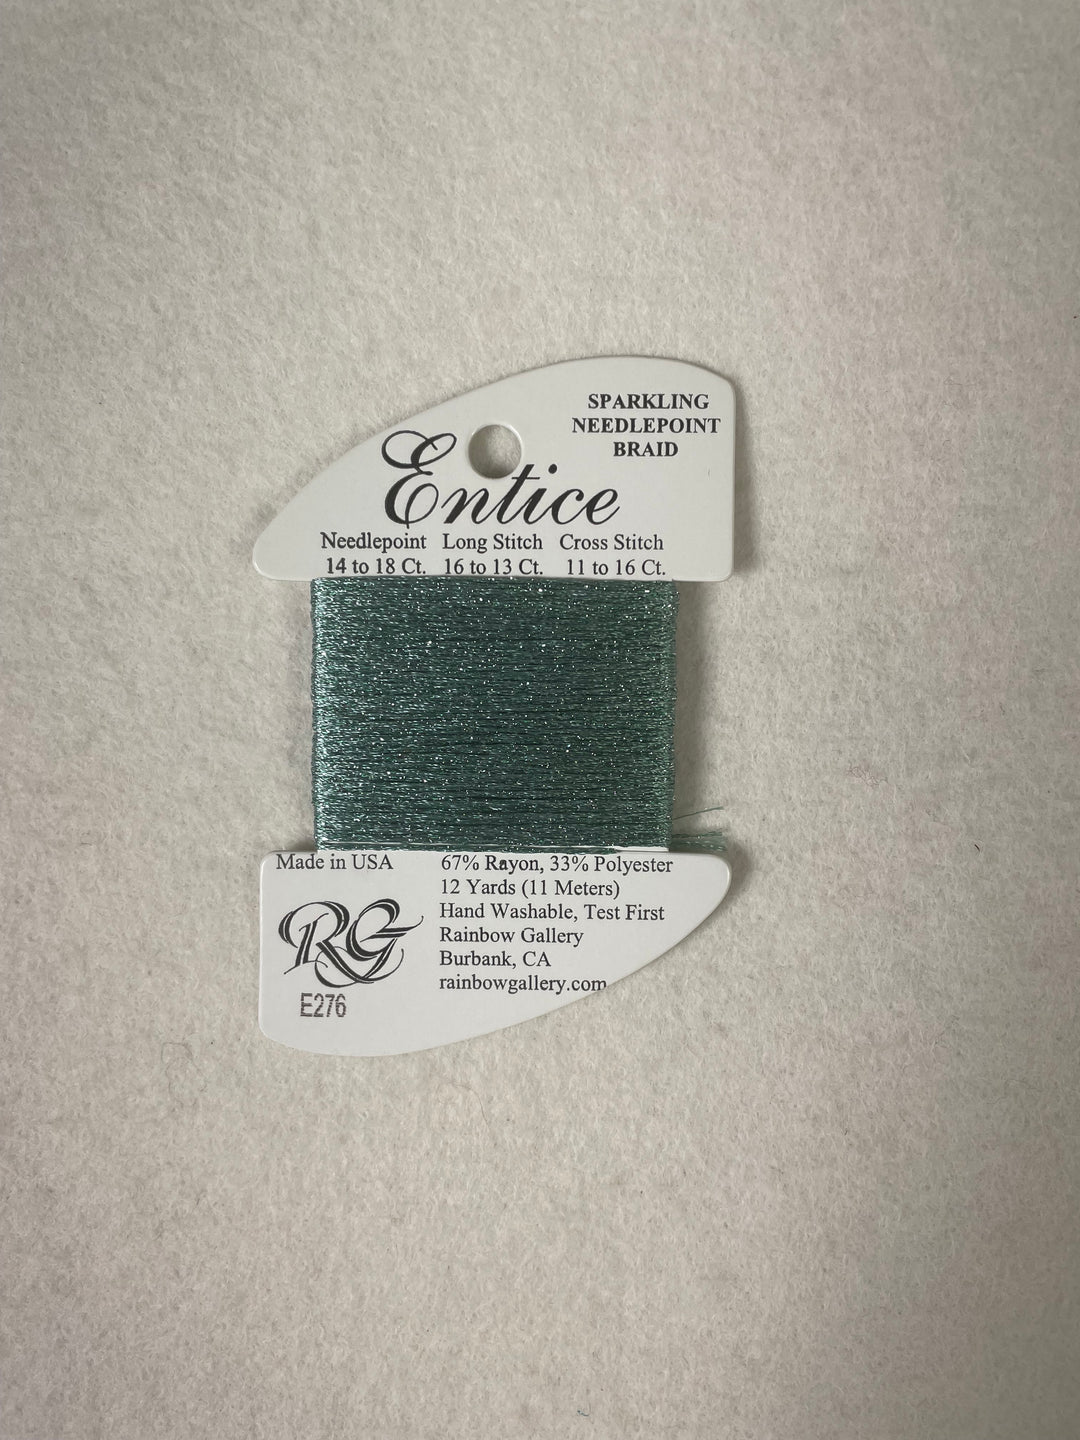 SPARKLING
NEEDLEPOINT
BRAID
Entice
Needlepoint Long Stitch Cross Stitch
14 to 18 Ct. 16 to 13 Ct. 11 to 16 Ct.
Made in USA
67% Rayon, 33% Polyester
12 Yards (11 Meters)
Hand Washable, Test First
Rainbow Gallery
Burbank, CA
rainbowgallery.com
RG
E276